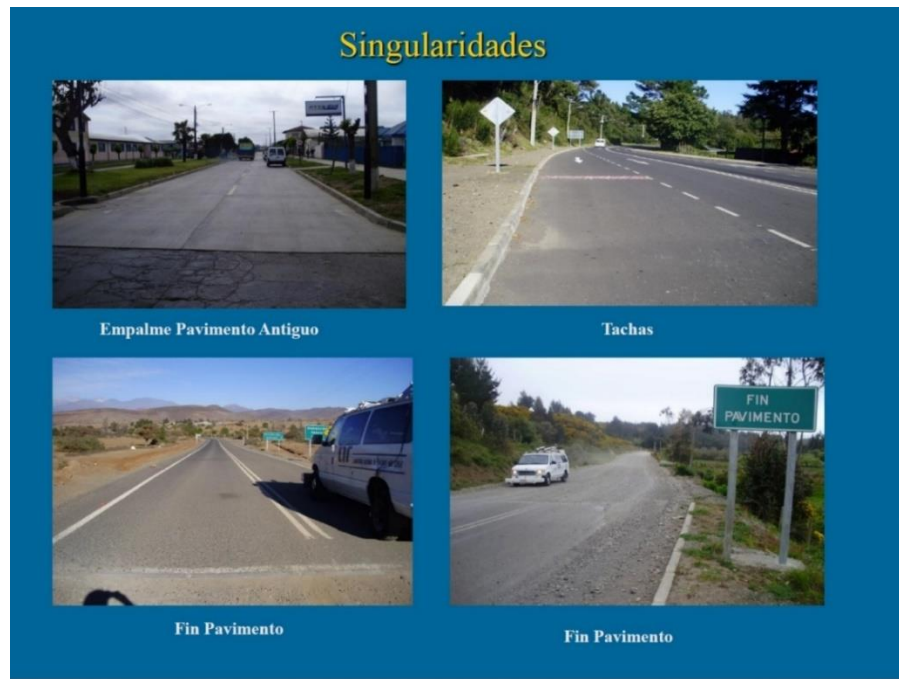 Singularidades
Empalme Pavimento Antiguo
Tachas
FIN
PAVIMENTO
Fin Pavimento
Fin Pavimento